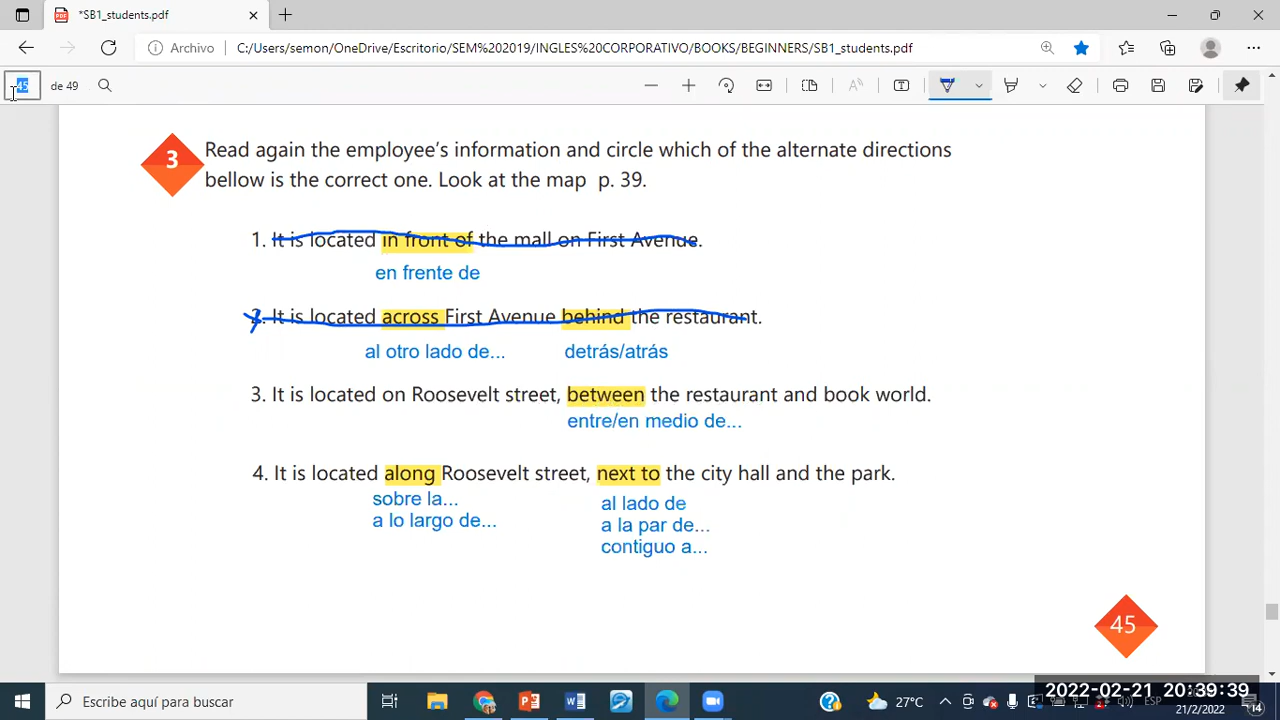 *SB1_students.pdf
Archivo
C:/Users/semon/OneDrive/Escritorio/SEM%202019/INGLES%20CORPORATIVO/BOOKS/BEGINNERS/SB1_students.pdf
45 de 49
3
Read again the employee's information and circle which of the alternate directions
bellow is the correct one. Look at the map p. 39.
1. It is located in front of the mall on First Avenue.
en frente de
2. It is located across First Avenue behind the restaurant.
al otro lado de... detrás/atrás
3. It is located on Roosevelt street, between the restaurant and book world.
entre/en medio de...
4. It is located along Roosevelt street, next to the city hall and the park.
sobre la... al lado de
a lo largo de... a la par de...
contiguo a...
45
Escribe aquí para buscar
27°C
ESP
2022-02-21 20:39:39
21/2/2022
14